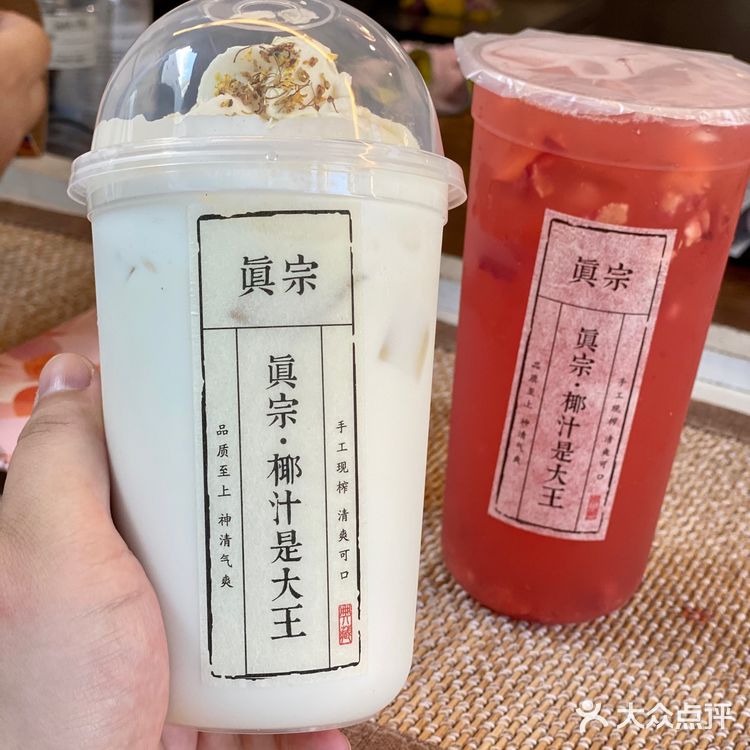 眞宗
眞宗·椰汁是大王
手工现榨 清爽可口
品质至上 神清气爽
典藏
眞宗
眞宗·椰汁是大王
手工现榨 清爽可口
品质至上 神清气爽
大众点评